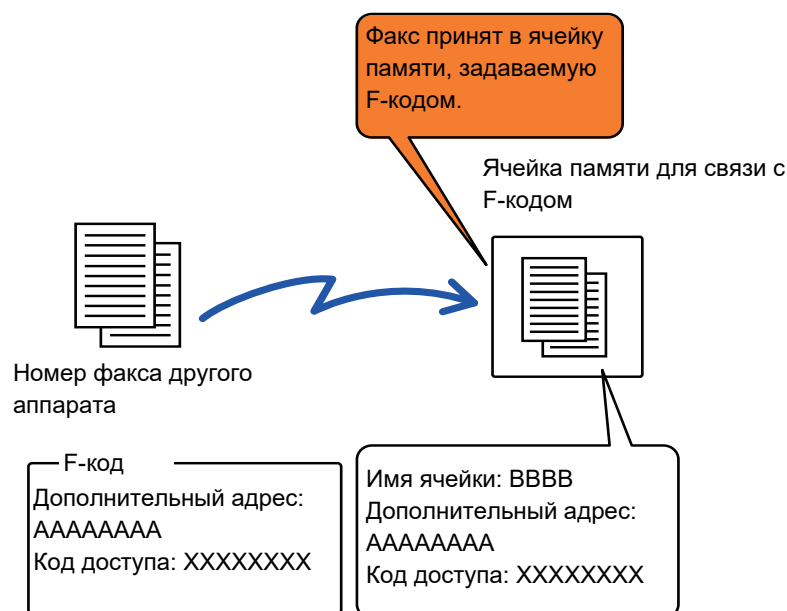 Факс принят в ячейку
памяти, задаваемую
F-кодом.
Ячейка памяти для связи с
F-кодом
Номер факса другого
аппарата
F-код
Дополнительный адрес:
AAAAAAAA
Код доступа: XXXXXXXX
Имя ячейки: BBBB
Дополнительный адрес:
AAAAAAAA
Код доступа: XXXXXXXX